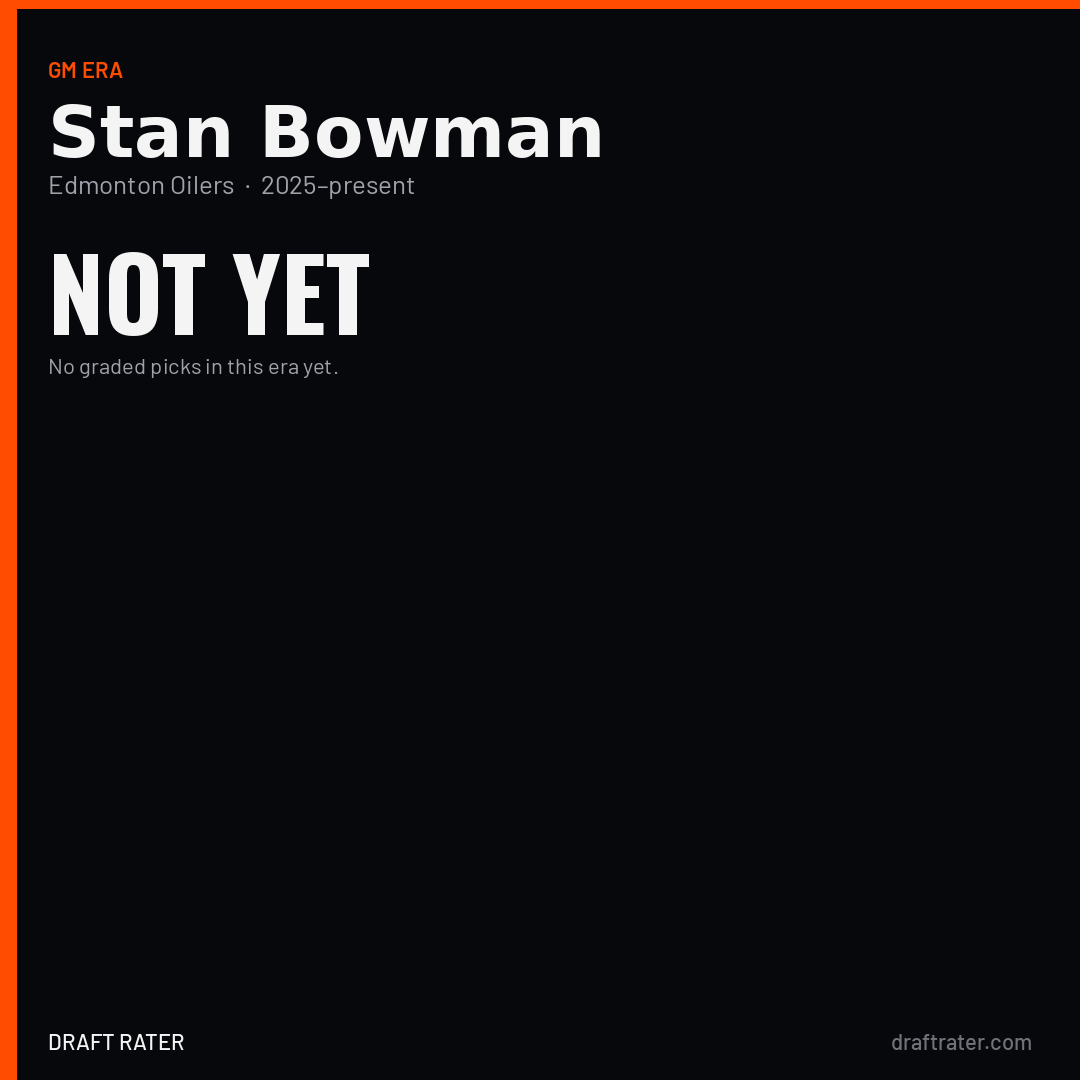 GM ERA
Stan Bowman
Edmonton Oilers · 2025–present
NOT YET
No graded picks in this era yet.
DRAFT RATER
draftrater.com